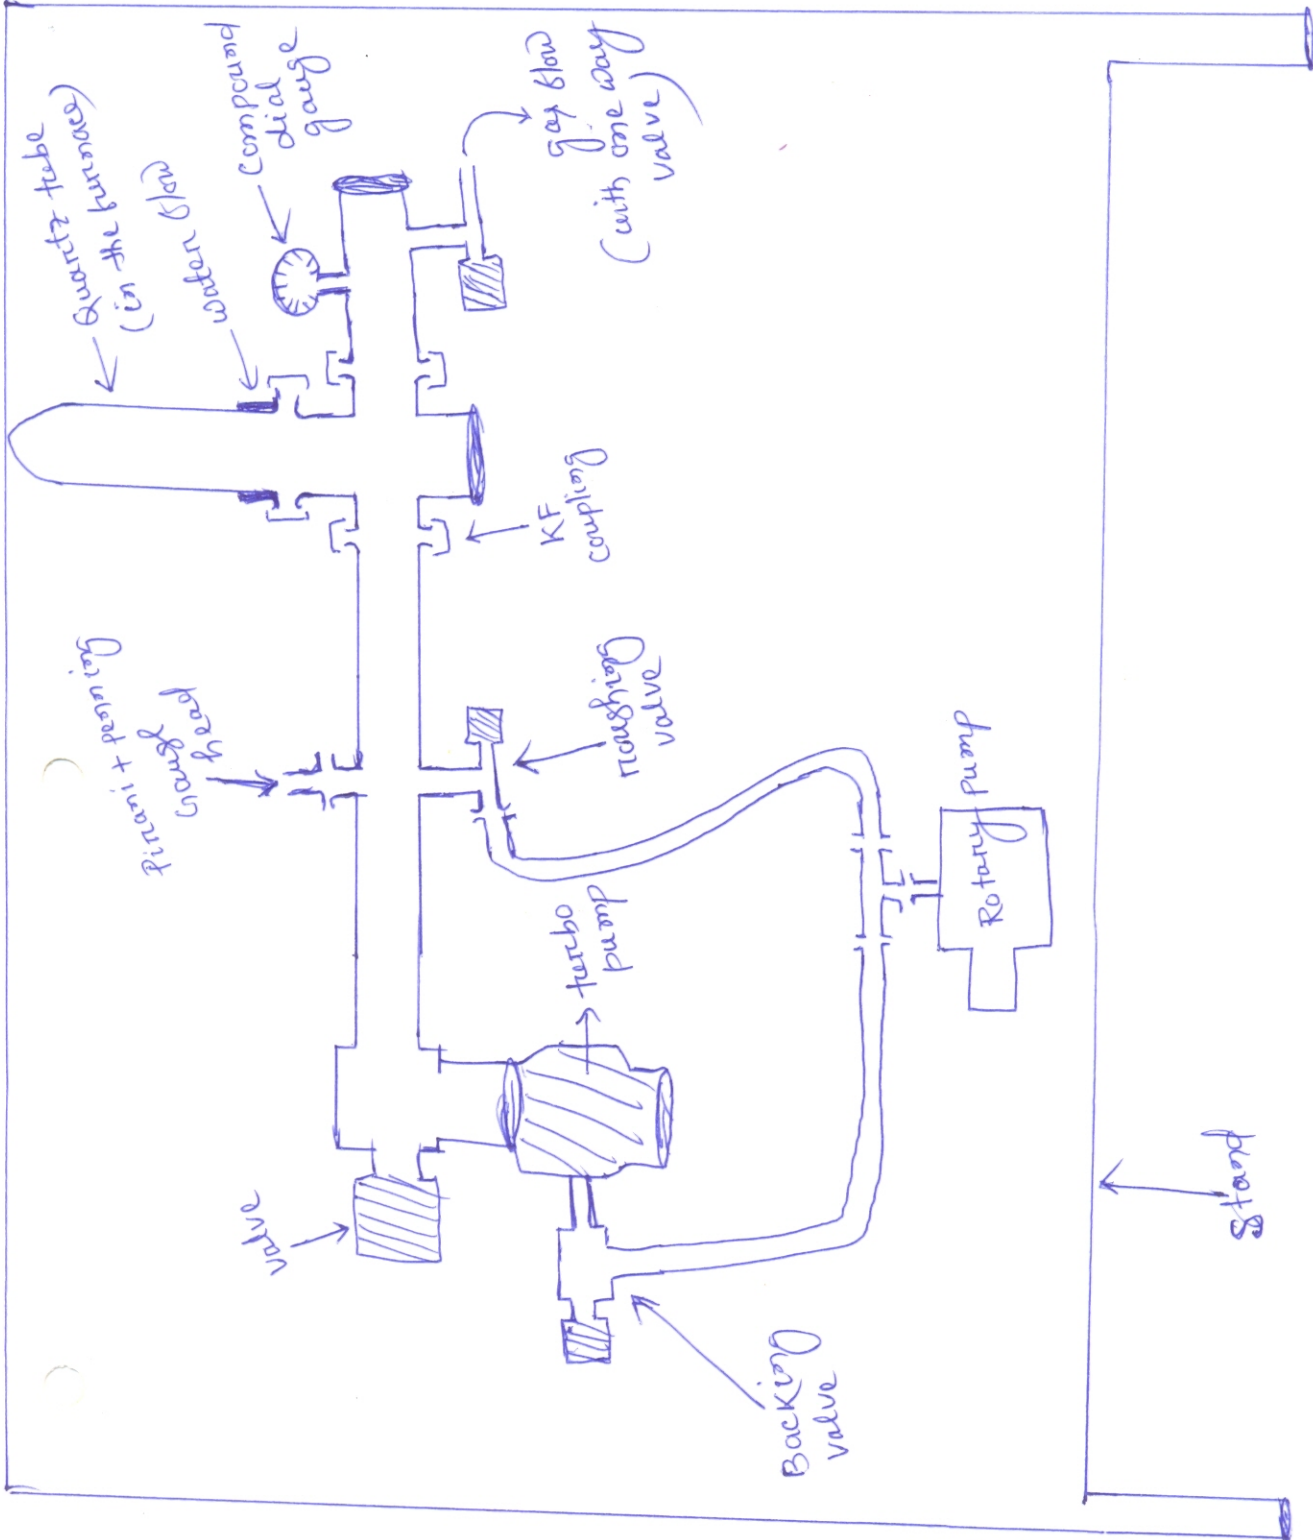 Quartz tube
(in the furnace)
Pirani + penning
Gauge
head
water flow
compound
dial
gauge
valve
gas flow
(with one way
valve)
KF
coupling
turbo
pump
roughing
valve
Backing
valve
Rotary pump
Stand